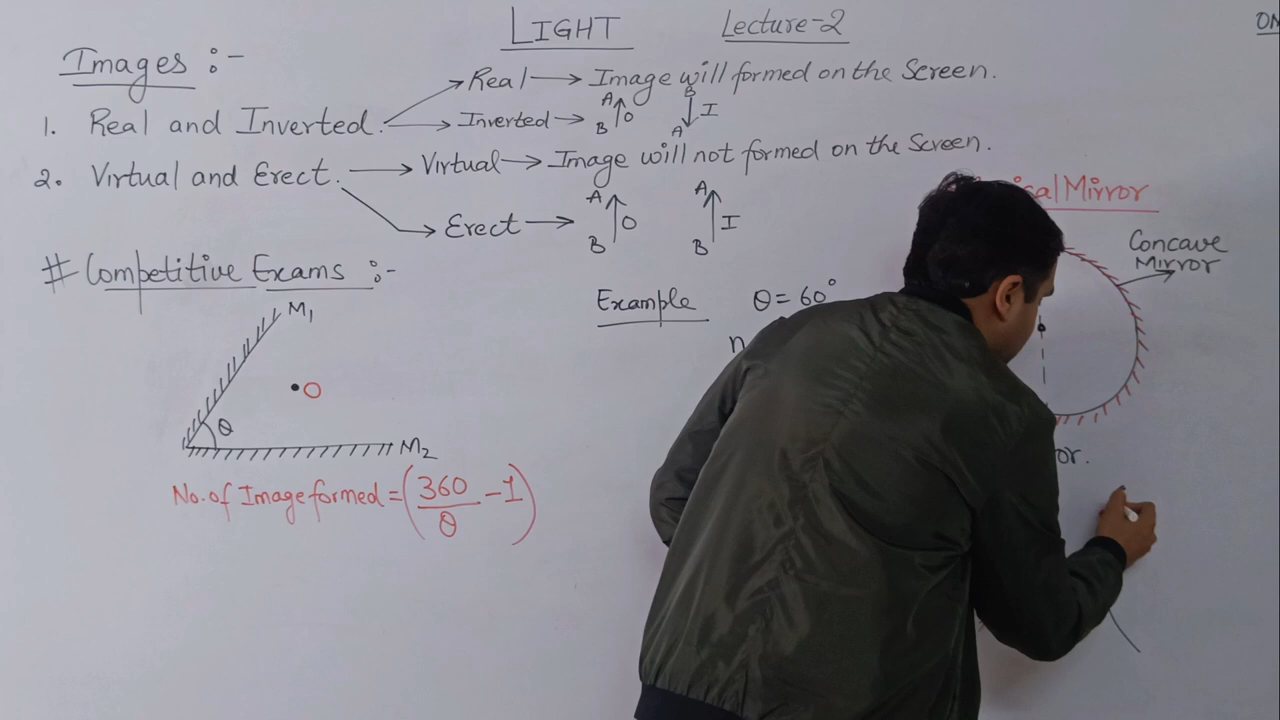 LIGHT Lecture-2
ON
Images :-
Real → Image will formed on the Screen.
1. Real and Inverted. Inverted → A B O B A I
2. Virtual and Erect. → Virtual → Image will not formed on the Screen.
Erect → A B O A B I
Mirror
# Competitive Exams :-
Concave
Mirror
M1
Example θ = 60°
n
O
θ
M2
or.
No. of Image formed = (360/θ - 1)